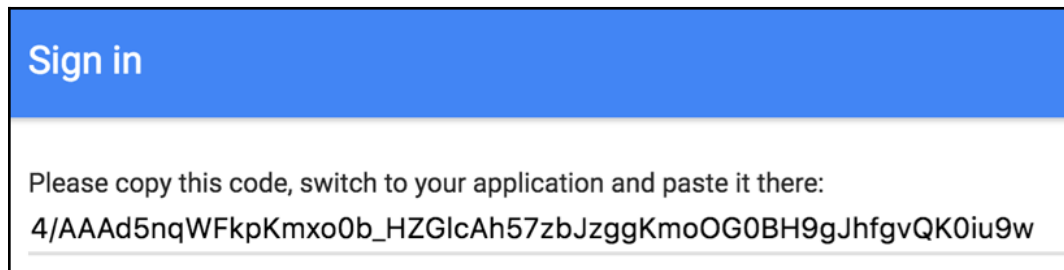 Sign in
Please copy this code, switch to your application and paste it there:
4/AAAd5nqWFkpKmxo0b_HZGlcAh57zbJzggKmoOG0BH9gJhfgvQK0iu9w